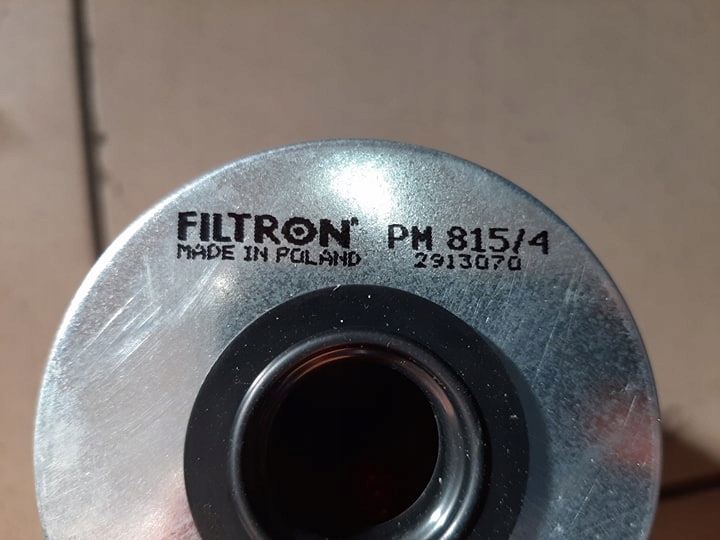 FILTRON® PM 815/4
MADE IN POLAND 2913070